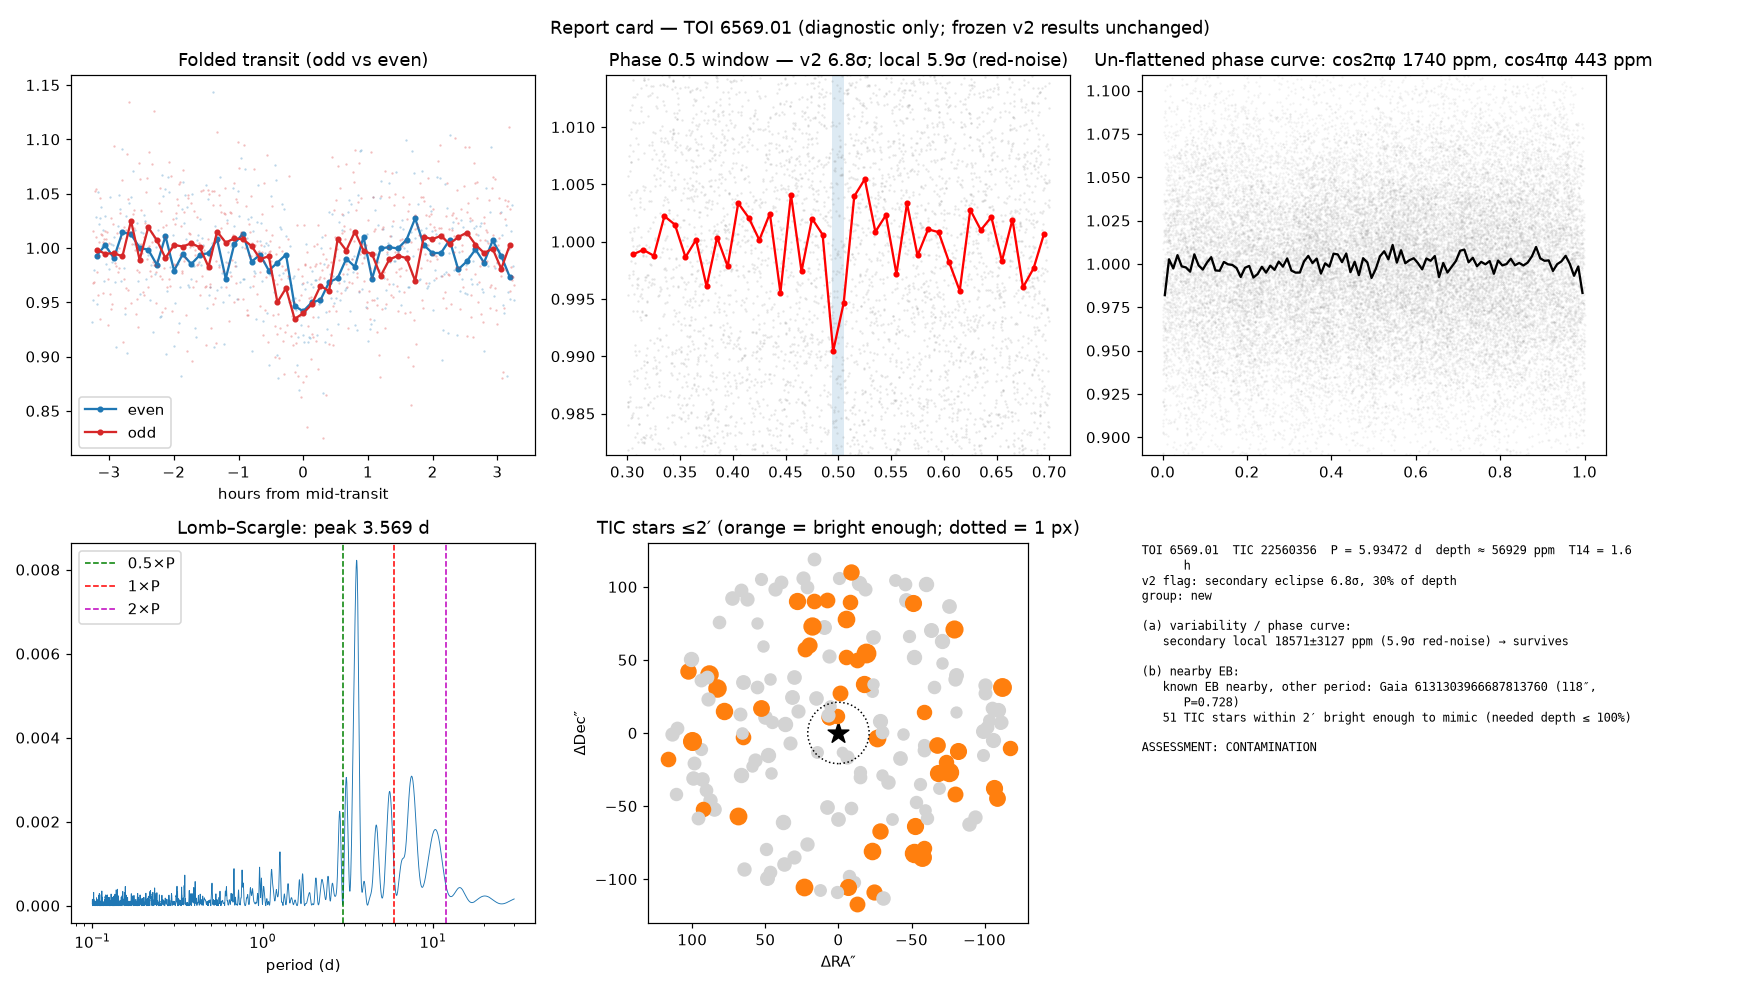 Report card — TOI 6569.01 (diagnostic only; frozen v2 results unchanged)
Folded transit (odd vs even)
1.15
1.10
1.05
1.00
0.95
0.90
0.85
even
odd
−3
−2
−1
0
1
2
3
hours from mid-transit
Phase 0.5 window — v2 6.8σ; local 5.9σ (red-noise)
1.010
1.005
1.000
0.995
0.990
0.985
0.30
0.35
0.40
0.45
0.50
0.55
0.60
0.65
0.70
Un-flattened phase curve: cos2πφ 1740 ppm, cos4πφ 443 ppm
1.100
1.075
1.050
1.025
1.000
0.975
0.950
0.925
0.900
0.0
0.2
0.4
0.6
0.8
1.0
Lomb–Scargle: peak 3.569 d
0.008
0.006
0.004
0.002
0.000
0.5×P
1×P
2×P
10⁻¹
10⁰
10¹
period (d)
TIC stars ≤2′ (orange = bright enough; dotted = 1 px)
ΔDec″
100
50
0
−50
−100
100
50
0
−50
−100
ΔRA″
TOI 6569.01  TIC 22560356  P = 5.93472 d  depth ≈ 56929 ppm  T14 = 1.6
h
v2 flag: secondary eclipse 6.8σ, 30% of depth
group: new
(a) variability / phase curve:
secondary local 18571±3127 ppm (5.9σ red-noise) → survives
(b) nearby EB:
known EB nearby, other period: Gaia 6131303966687813760 (118″,
P=0.728)
51 TIC stars within 2′ bright enough to mimic (needed depth ≤ 100%)
ASSESSMENT: CONTAMINATION